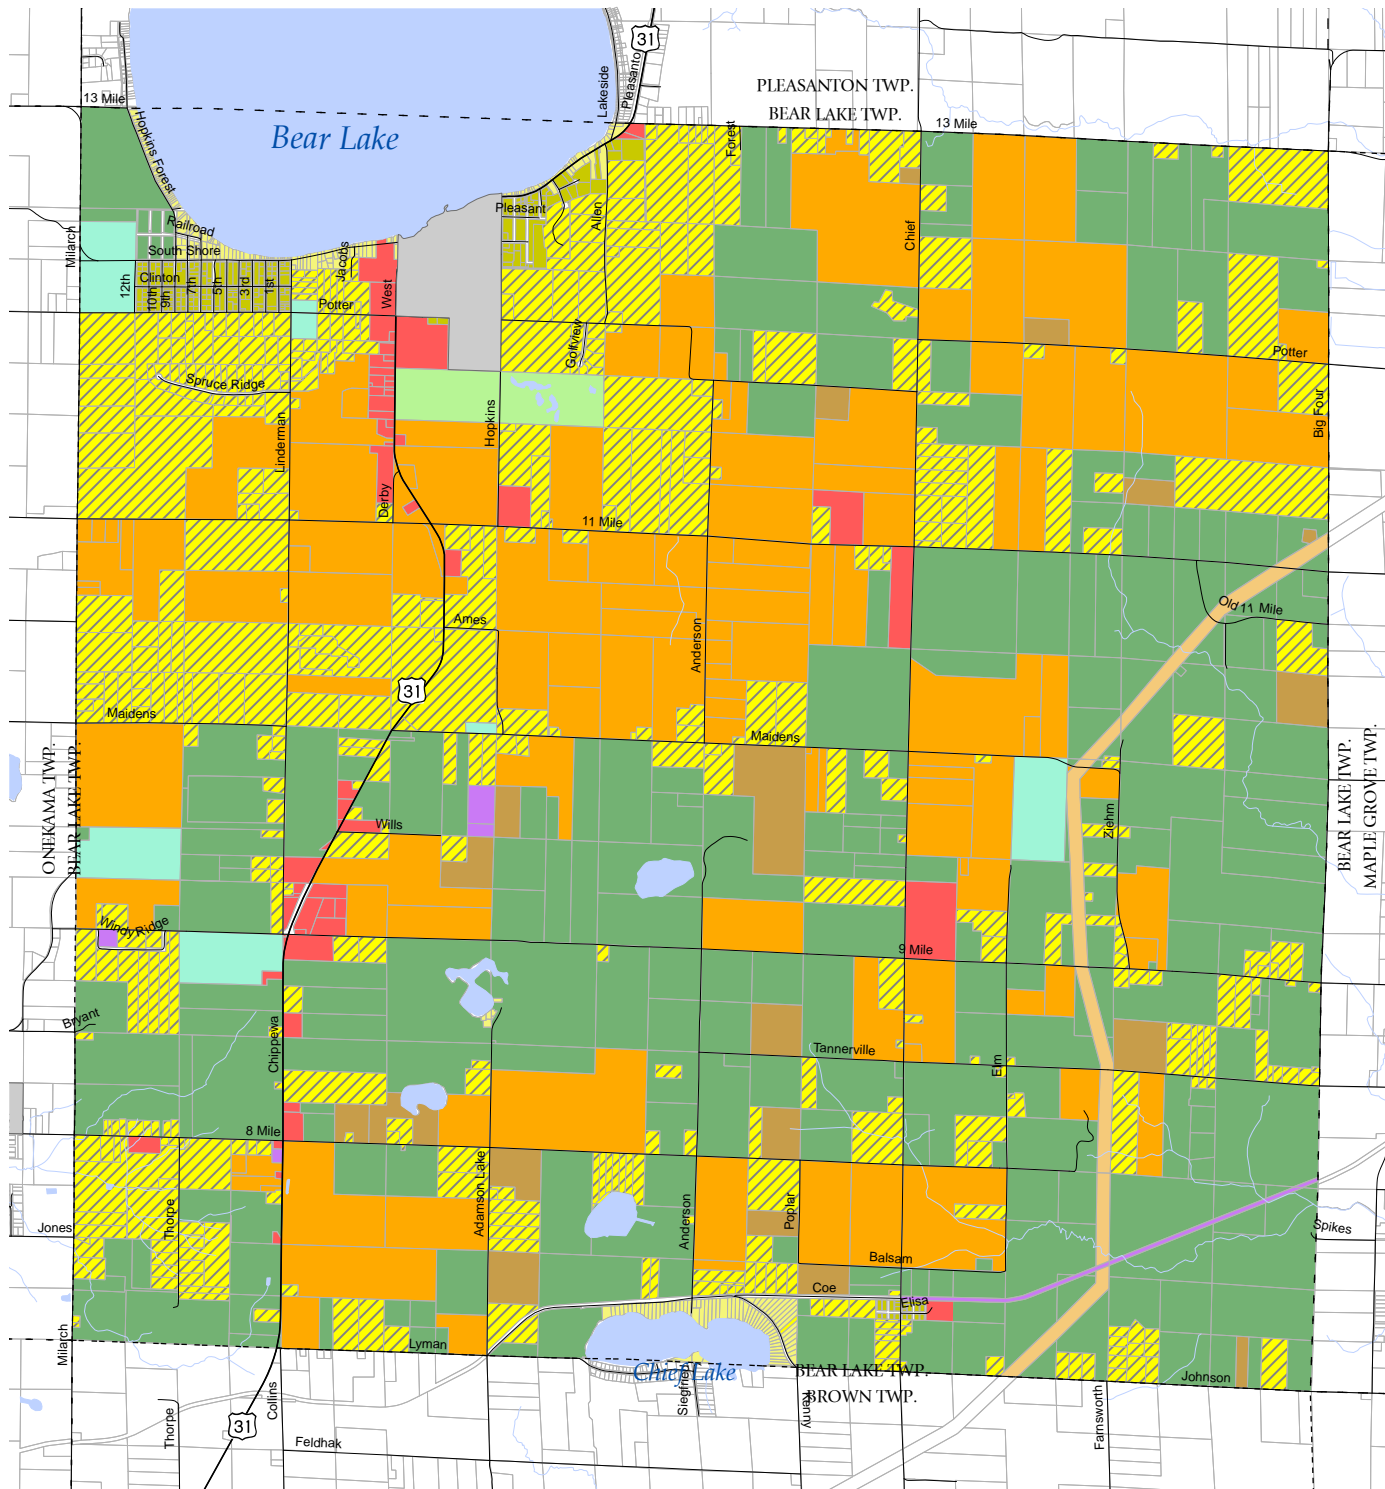 31
Pleasanto
Lakeside
PLEASANTON TWP.
BEAR LAKE TWP.
13 Mile
13 Mile
Bear Lake
Forest
Hopkins Forest
Pleasant
Allen
Railroad
Chief
Milarch
South Shore
Jacobs
Clinton
12th
10th
9th
7th
5th
3'rd
1st
West
Potter
Golfview
Potter
Spruce Ridge
Big Four
Hopkins
Linderman
Derby
11 Mile
Old 11 Mile
Ames
Anderson
31
Maidens
Maidens
ONEKAMA TWP.
BEAR LAKE TWP.
BEAR LAKE TWP.
MAPLE GROVE TWP.
Wills
Ziehm
Windy Ridge
9 Mile
Bryant
Chippewa
Tannerville
Elm
8 Mile
Adamson Lake
Thorpe
Anderson
Poplar
Jones
Spikes
Balsam
Coe
Elisa
Milarch
Lyman
Chief Lake
BEAR LAKE TWP.
BROWN TWP.
Johnson
Collins
Siegfried
Farnsworth
Thorpe
31
Feldhak